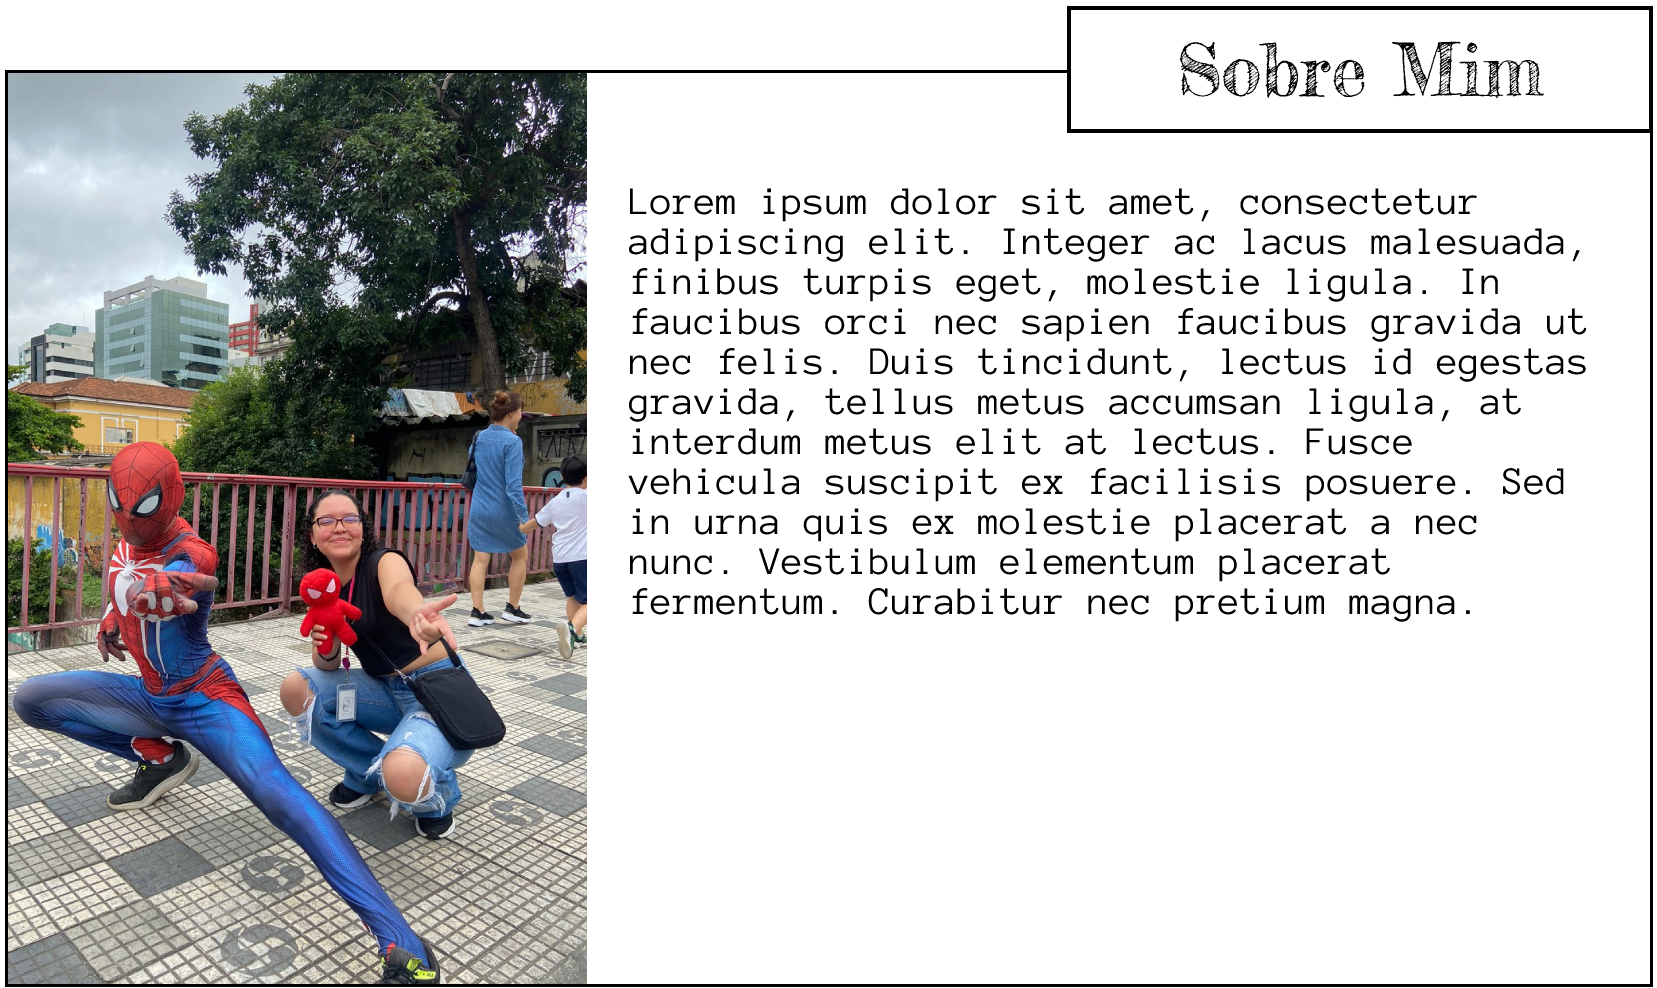 Sobre Mim
Lorem ipsum dolor sit amet, consectetur
adipiscing elit. Integer ac lacus malesuada,
finibus turpis eget, molestie ligula. In
faucibus orci nec sapien faucibus gravida ut
nec felis. Duis tincidunt, lectus id egestas
gravida, tellus metus accumsan ligula, at
interdum metus elit at lectus. Fusce
vehicula suscipit ex facilisis posuere. Sed
in urna quis ex molestie placerat a nec
nunc. Vestibulum elementum placerat
fermentum. Curabitur nec pretium magna.